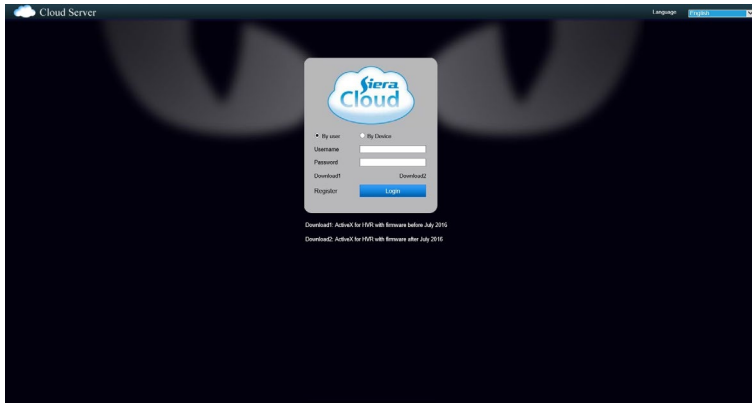 Cloud Server
Language English
Siera
Cloud
By user By Device
Username
Password
Download1 Download2
Register Login
Download1: ActiveX for HVR with firmware before July 2016
Download2: ActiveX for HVR with firmware after July 2016